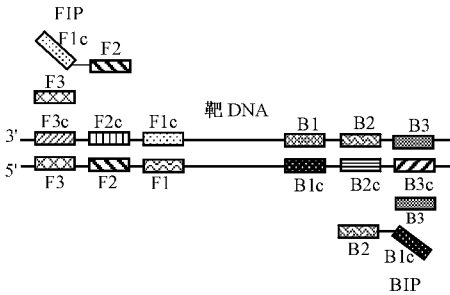 FIP
F1c
F2
F3
靶 DNA
F3c F2c F1c B1 B2 B3
3'
5'
F3 F2 F1 B1c B2c B3c
B3
B2
B1c
BIP